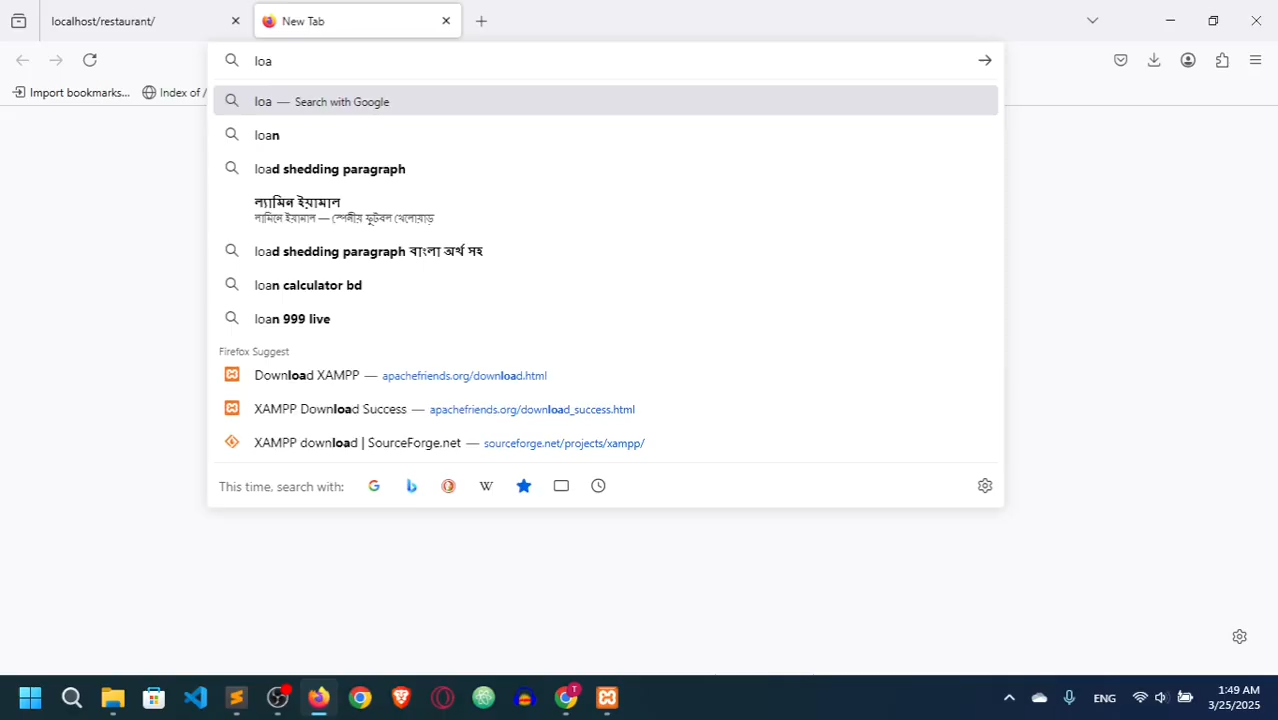 localhost/restaurant/
New Tab
loa
Import bookmarks...
Index of /
loa — Search with Google
loan
load shedding paragraph
ল্যামিন ইয়ামাল
লামিনে ইয়ামাল — স্পেনীয় ফুটবল খেলোয়াড়
load shedding paragraph বাংলা অর্থ সহ
loan calculator bd
loan 999 live
Firefox Suggest
Download XAMPP — apachefriends.org/download.html
XAMPP Download Success — apachefriends.org/download_success.html
XAMPP download | SourceForge.net — sourceforge.net/projects/xampp/
This time, search with:
ENG
1:49 AM
3/25/2025